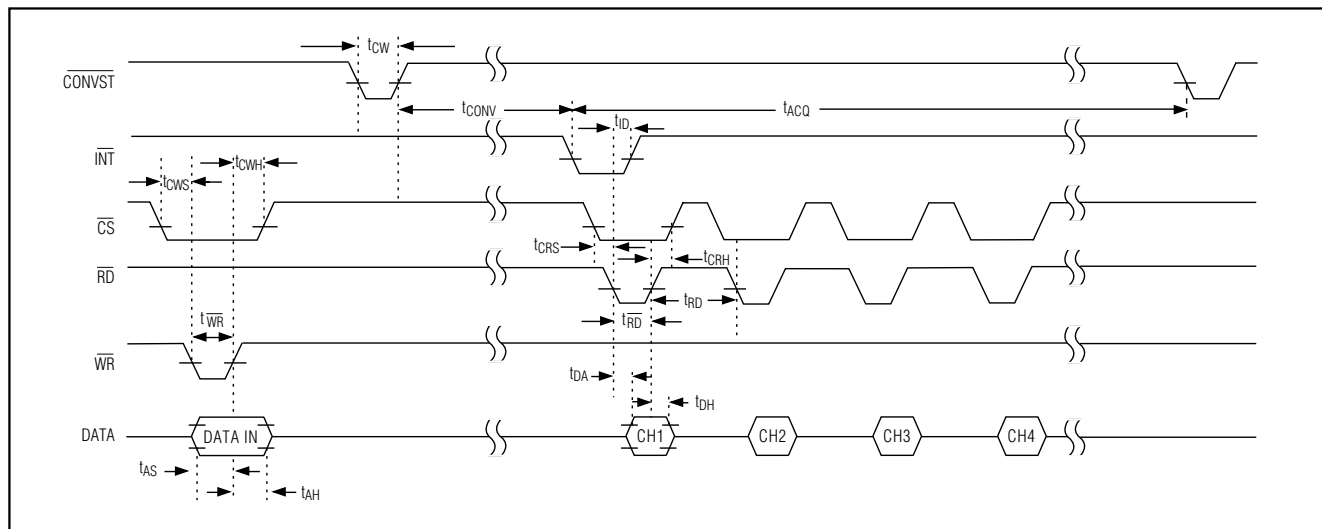 tCW
CONVST
tCONV
tACQ
tID
INT
tCWH
tCWS
CS
tCRS
tCRH
RD
tRD
tWR
tRD
WR
tDA
tDH
DATA
DATA IN
CH1
CH2
CH3
CH4
tAS
tAH